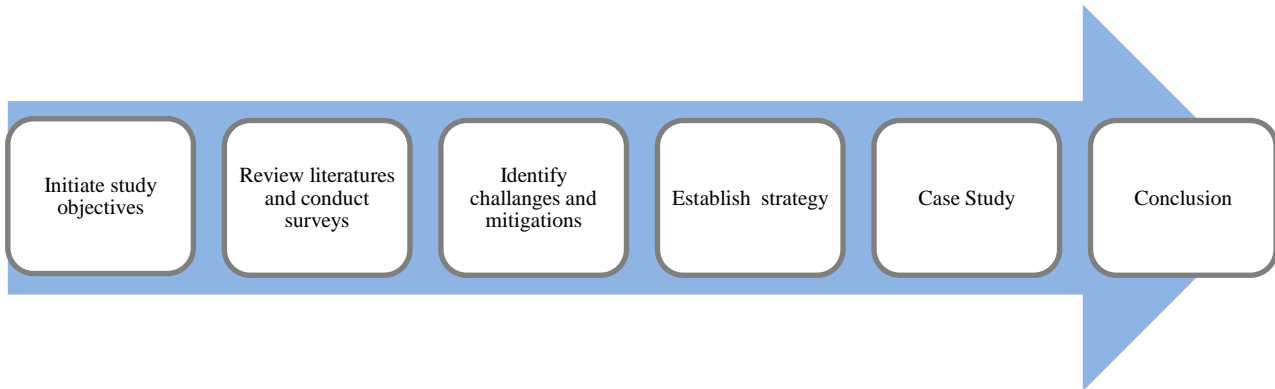 Initiate study
objectives
Review literatures
and conduct
surveys
Identify
challanges and
mitigations
Establish strategy
Case Study
Conclusion